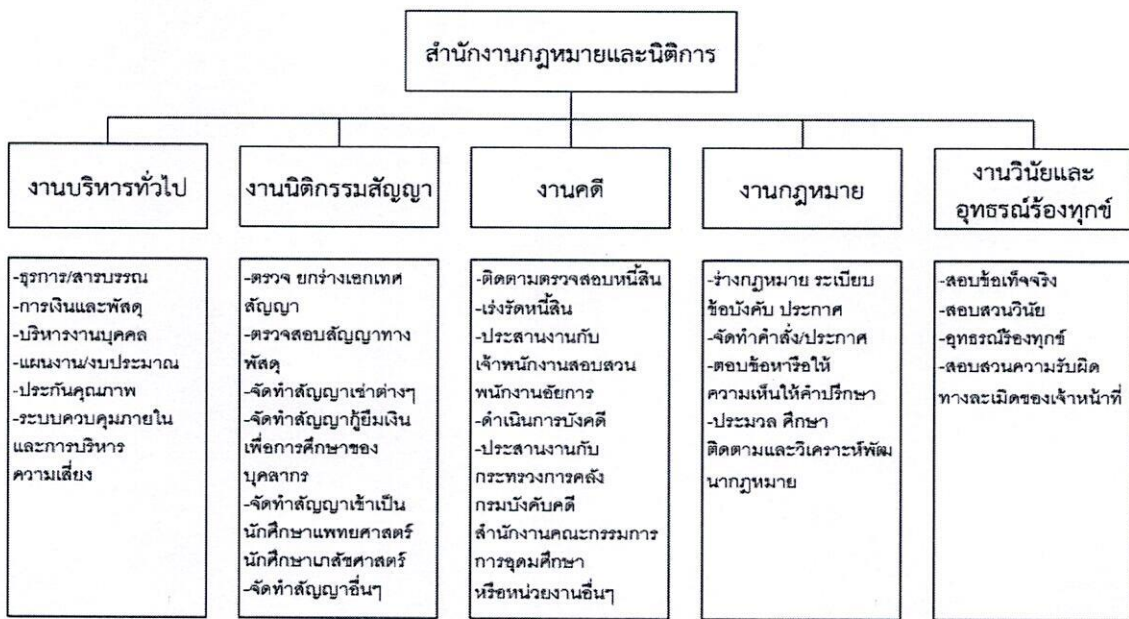 สำนักงานกฎหมายและนิติการ
งานบริหารทั่วไป
-ธุรการ/สารบรรณ
-การเงินและพัสดุ
-บริหารงานบุคคล
-แผนงาน/งบประมาณ
-ประกันคุณภาพ
-ระบบควบคุมภายใน
และการบริหาร
ความเสี่ยง
งานนิติกรรมสัญญา
-ตรวจ ยกร่างเอกเทศ
สัญญา
-ตรวจสอบสัญญาทาง
พัสดุ
-จัดทำสัญญาเช่าต่างๆ
-จัดทำสัญญากู้ยืมเงิน
เพื่อการศึกษาของ
บุคลากร
-จัดทำสัญญาเข้าเป็น
นักศึกษาแพทยศาสตร์
นักศึกษาเภสัชศาสตร์
-จัดทำสัญญาอื่นๆ
งานคดี
-ติดตามตรวจสอบหนี้สิน
-เร่งรัดหนี้สิน
-ประสานงานกับ
เจ้าพนักงานสอบสวน
พนักงานอัยการ
-ดำเนินการบังคดี
-ประสานงานกับ
กระทรวงการคลัง
กรมบังคับคดี
สำนักงานคณะกรรมการ
การอุดมศึกษา
หรือหน่วยงานอื่นๆ
งานกฎหมาย
-ร่างกฎหมาย ระเบียบ
ข้อบังคับ ประกาศ
-จัดทำคำสั่ง/ประกาศ
-ตอบข้อหารือให้
ความเห็นให้คำปรึกษา
-ประมวล ศึกษา
ติดตามและวิเคราะห์พัฒ
นากฎหมาย
งานวินัยและ
อุทธรณ์ร้องทุกข์
-สอบข้อเท็จจริง
-สอบสวนวินัย
-อุทธรณ์ร้องทุกข์
-สอบสวนความรับผิด
ทางละเมิดของเจ้าหน้าที่